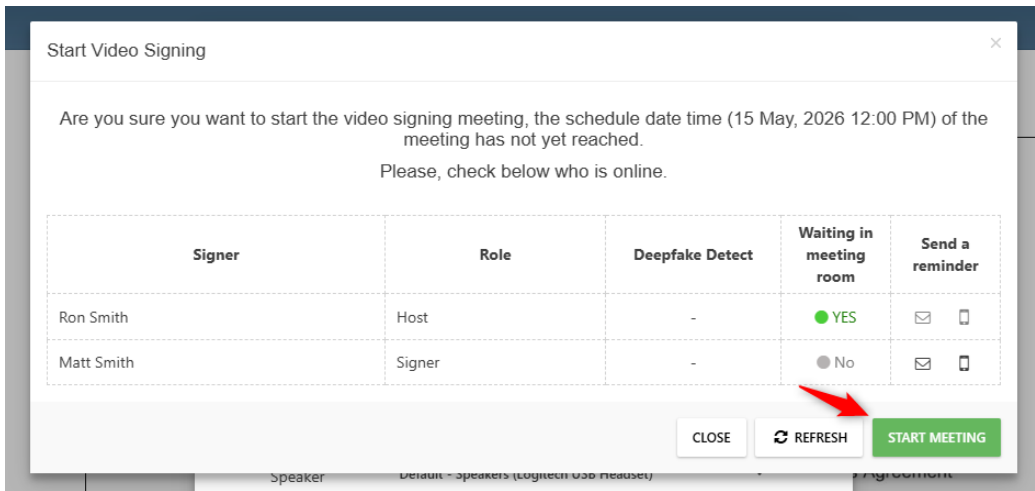 Start Video Signing
×
Are you sure you want to start the video signing meeting, the schedule date time (15 May, 2026 12:00 PM) of the
meeting has not yet reached.
Please, check below who is online.
Signer Role Deepfake Detect Waiting in meeting room Send a reminder
Ron Smith Host - YES
Matt Smith Signer - No
CLOSE REFRESH START MEETING
Speaker Default - Speakers (Logitech USB Headset) Agreement